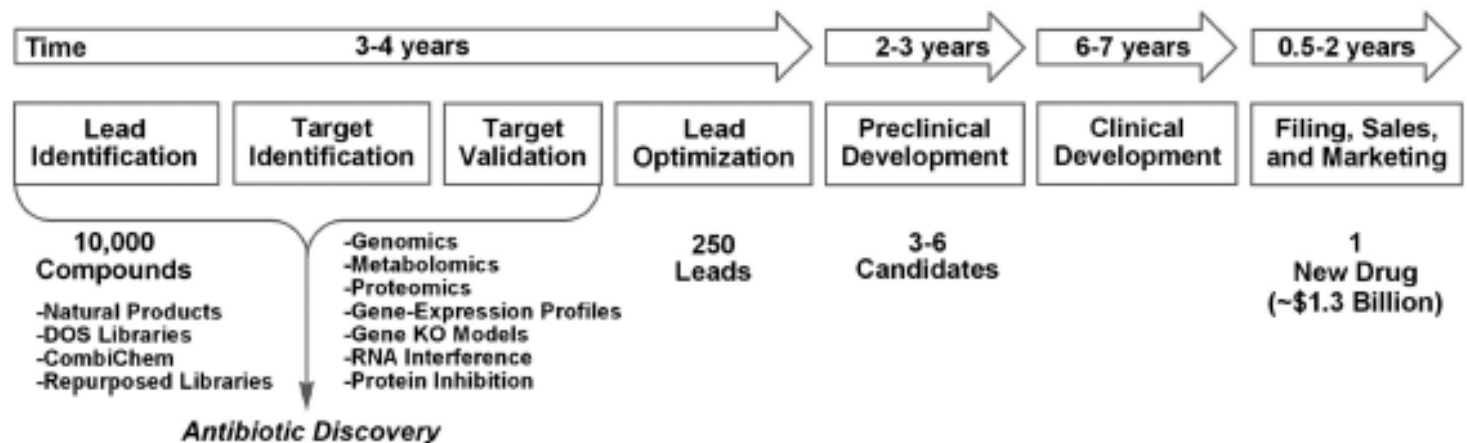 Time 3-4 years
2-3 years
6-7 years
0.5-2 years
Lead
Identification
Target
Identification
Target
Validation
Lead
Optimization
Preclinical
Development
Clinical
Development
Filing, Sales,
and Marketing
10,000
Compounds
-Natural Products
-DOS Libraries
-CombiChem
-Repurposed Libraries
-Genomics
-Metabolomics
-Proteomics
-Gene-Expression Profiles
-Gene KO Models
-RNA Interference
-Protein Inhibition
250
Leads
3-6
Candidates
1
New Drug
(~$1.3 Billion)
Antibiotic Discovery